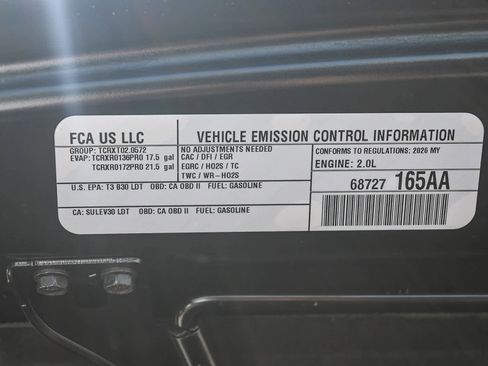 FCA US LLC
GROUP: TCRXT02.0572
EVAP: TCRXR0136PR0 17.5 gal
TCRXR0172PR0 21.5 gal
VEHICLE EMISSION CONTROL INFORMATION
NO ADJUSTMENTS NEEDED
CAC / DFI / EGR
EGRC / HO2S / TC
TWC / WR-HO2S
CONFORMS TO REGULATIONS: 2026 MY
ENGINE: 2.0L
U.S. EPA: T3 B30 LDT OBD: CA OBD II FUEL: GASOLINE
CA: SULEV30 LDT OBD: CA OBD II FUEL: GASOLINE
68727 165AA